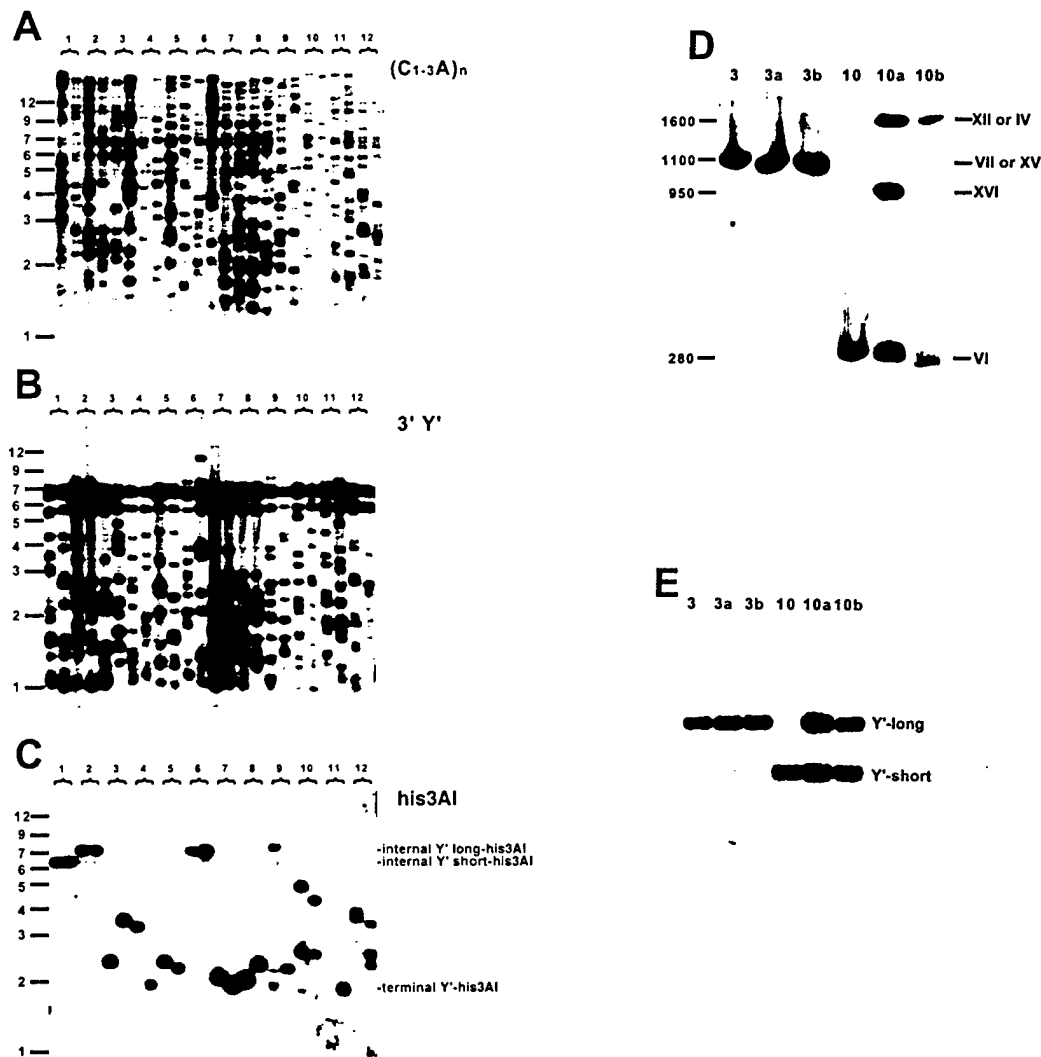 A
1 2 3 4 5 6 7 8 9 10 11 12
(C1-3A)n
12
9
7
6
5
4
3
2
1
B
1 2 3 4 5 6 7 8 9 10 11 12
3' Y'
12
9
7
6
5
4
3
2
1
C
1 2 3 4 5 6 7 8 9 10 11 12
his3AI
12
9
7
6
5
4
3
2
1
-internal Y' long-his3AI
-internal Y' short-his3AI
-terminal Y'-his3AI
D
3 3a 3b 10 10a 10b
1600
1100
950
280
XII or IV
VII or XV
XVI
VI
E
3 3a 3b 10 10a 10b
Y'-long
Y'-short